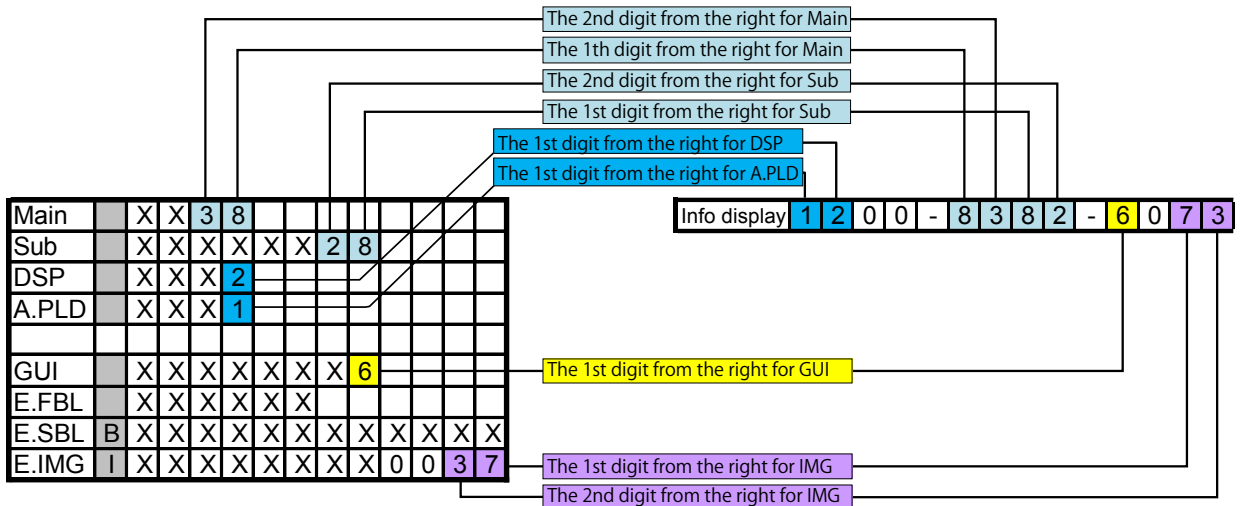 The 2nd digit from the right for Main
The 1th digit from the right for Main
The 2nd digit from the right for Sub
The 1st digit from the right for Sub
The 1st digit from the right for DSP
The 1st digit from the right for A.PLD
Main X X 3 8
Info display 1 2 0 0 - 8 3 8 2 - 6 0 7 3
Sub X X X X X X 2 8
DSP X X X 2
A.PLD X X X 1
GUI X X X X X X X 6
The 1st digit from the right for GUI
E.FBL X X X X X X
E.SBL B X X X X X X X X X X X X
E.IMG I X X X X X X X X 0 0 3 7
The 1st digit from the right for IMG
The 2nd digit from the right for IMG